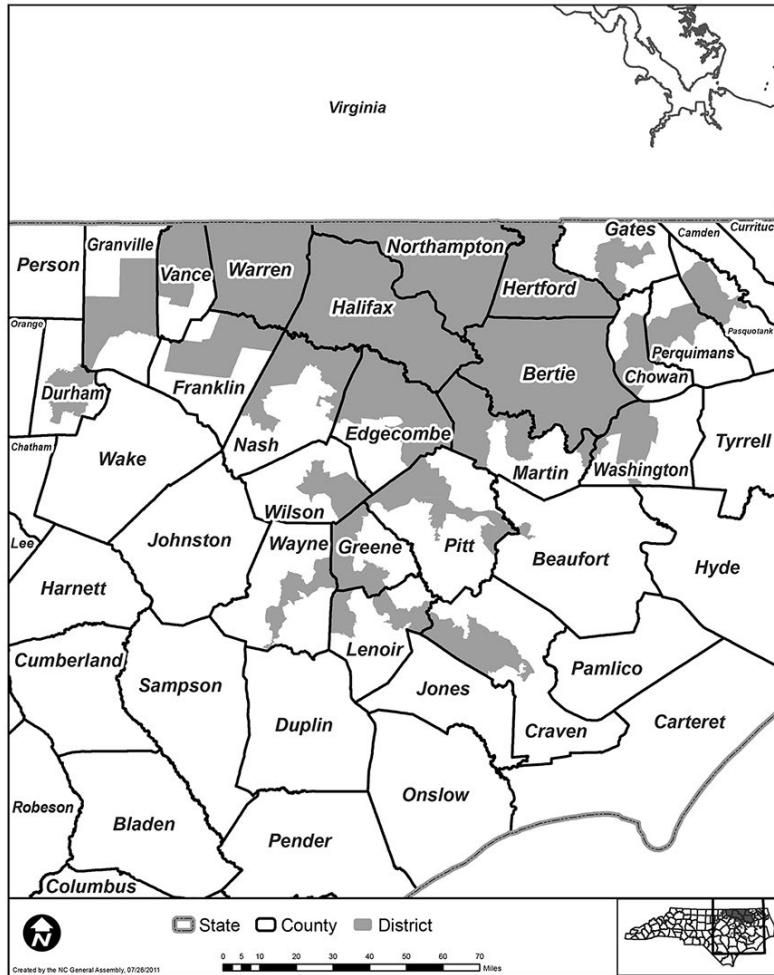 Virginia
Gates
Camden
Currituck
Granville
Northampton
Person
Vance
Warren
Hertford
Halifax
Orange
Pasquotank
Bertie
Perquimans
Durham
Franklin
Chowan
Edgecombe
Nash
Chatham
Wake
Martin
Washington
Tyrrell
Wilson
Johnston
Wayne
Greene
Pitt
Lee
Beaufort
Hyde
Harnett
Lenoir
Cumberland
Pamlico
Sampson
Jones
Duplin
Craven
Carteret
Onslow
Robeson
Bladen
Pender
Columbus
N
State County District
0 5 10 20 30 40 50 60 70
Miles
Created by the NC General Assembly, 07/26/2011